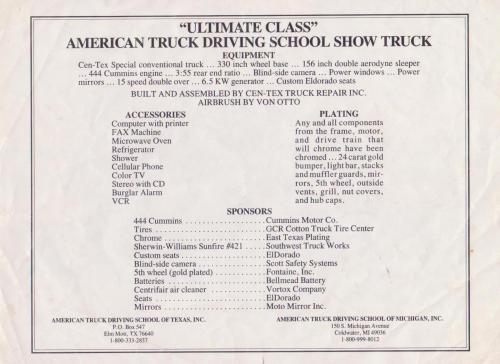 "ULTIMATE CLASS"
AMERICAN TRUCK DRIVING SCHOOL SHOW TRUCK
EQUIPMENT
Cen-Tex Special conventional truck ... 330 inch wheel base ... 156 inch double aerodyne sleeper
... 444 Cummins engine ... 3:55 rear end ratio ... Blind-side camera ... Power windows ... Power
mirrors ... 15 speed double over ... 6.5 KW generator ... Custom Eldorado seats
BUILT AND ASSEMBLED BY CEN-TEX TRUCK REPAIR INC.
AIRBRUSH BY VON OTTO
ACCESSORIES
Computer with printer
FAX Machine
Microwave Oven
Refrigerator
Shower
Cellular Phone
Color TV
Stereo with CD
Burglar Alarm
VCR
PLATING
Any and all components
from the frame, motor,
and drive train that
will chrome have been
chromed ... 24 carat gold
bumper, light bar, stacks
and muffler guards, mir-
rors, 5th wheel, outside
vents, grill, nut covers,
and hub caps.
SPONSORS
444 Cummins ................ Cummins Motor Co.
Tires ................ GCR Cotton Truck Tire Center
Chrome ................ East Texas Plating
Sherwin-Williams Sunfire #421 ..... Southwest Truck Works
Custom seats ................ ElDorado
Blind-side camera ................ Scott Safety Systems
5th wheel (gold plated) ............ Fontaine, Inc.
Batteries ................ Bellmead Battery
Centrifair air cleaner ............ Vortox Company
Seats ................ ElDorado
Mirrors ................ Moto Mirror Inc.
AMERICAN TRUCK DRIVING SCHOOL OF TEXAS, INC.
P.O. Box 547
Elm Mott, TX 76640
1-800-333-2837
AMERICAN TRUCK DRIVING SCHOOL OF MICHIGAN, INC.
150 S. Michigan Avenue
Coldwater, MI 49036
1-800-999-8012